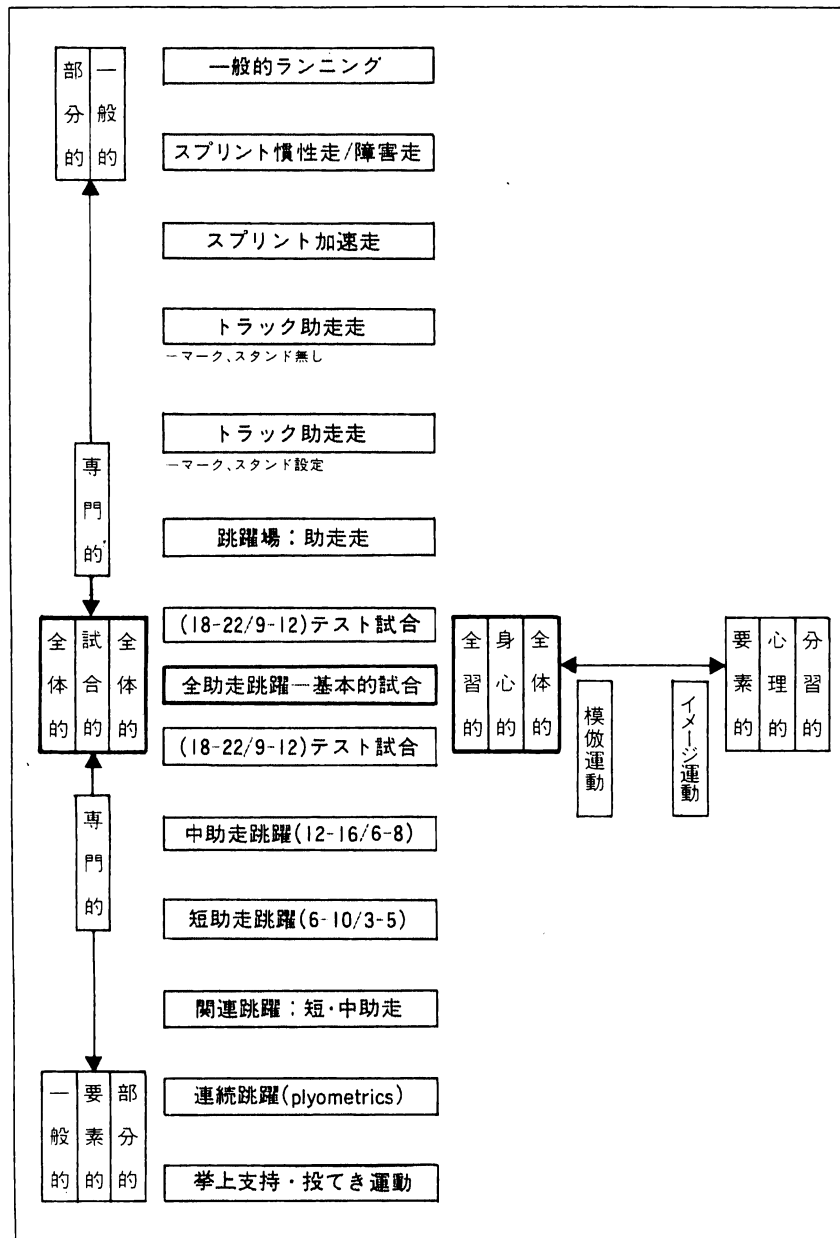 部分的
一般的
一般的ランニング
スプリント慣性走/障害走
スプリント加速走
トラック助走走
ーマーク、スタンド無し
トラック助走走
ーマーク、スタンド設定
専門的
跳躍場：助走走
(18-22/9-12)テスト試合
全助走跳躍ー基本的試合
(18-22/9-12)テスト試合
全体的
試合的
全体的
全習的
身心的
全体的
模倣運動
イメージ運動
要素的
心理的
分習的
専門的
中助走跳躍(12-16/6-8)
短助走跳躍(6-10/3-5)
関連跳躍：短・中助走
連続跳躍(plyometrics)
挙上支持・投てき運動
一般的
要素的
部分的